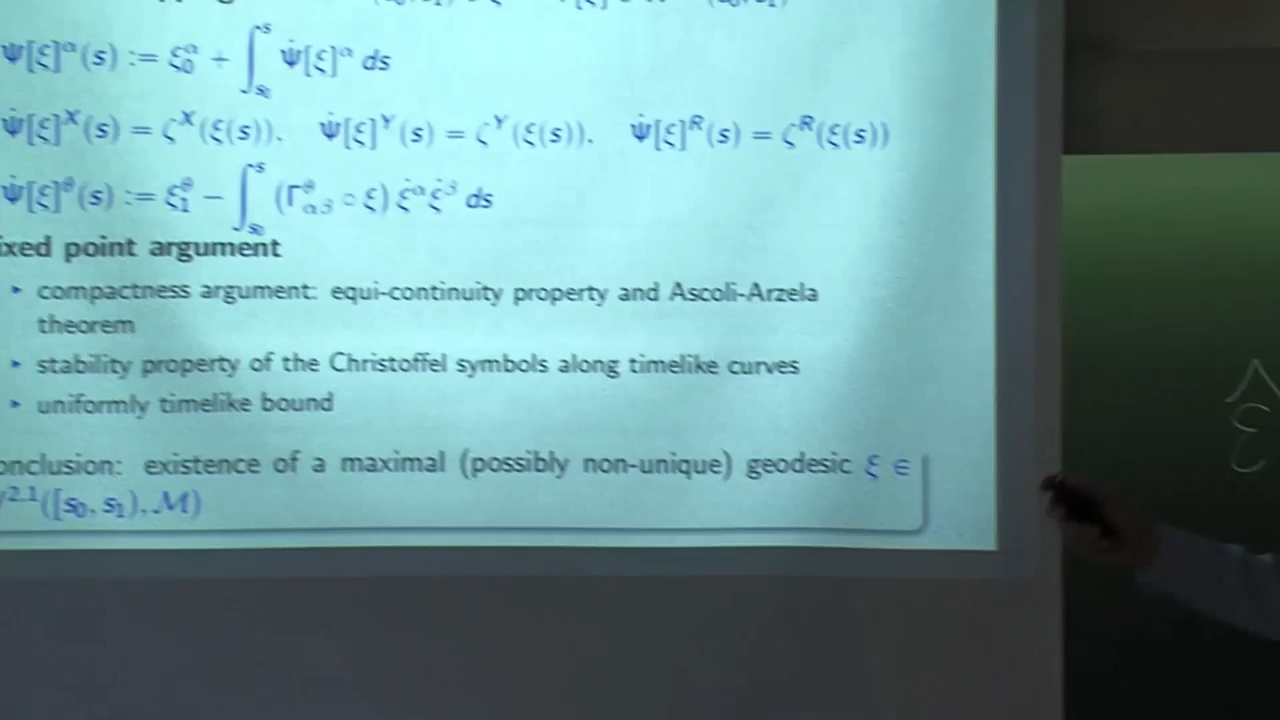 Ψ[ξ]^α(s) := ξ_0^α + ∫_{s_0}^s Ψ̇[ξ]^α ds
Ψ̇[ξ]^X(s) = ζ^X(ξ(s)), Ψ̇[ξ]^Y(s) = ζ^Y(ξ(s)), Ψ̇[ξ]^R(s) = ζ^R(ξ(s))
Ψ̇[ξ]^θ(s) := ξ_1^θ − ∫_{s_0}^s (Γ^θ_{αβ} ∘ ξ) ξ̇^α ξ̇^β ds
ixed point argument
▸ compactness argument: equi-continuity property and Ascoli-Arzela
theorem
▸ stability property of the Christoffel symbols along timelike curves
▸ uniformly timelike bound
onclusion: existence of a maximal (possibly non-unique) geodesic ξ ∈
^{2,1}([s_0, s_1), M)